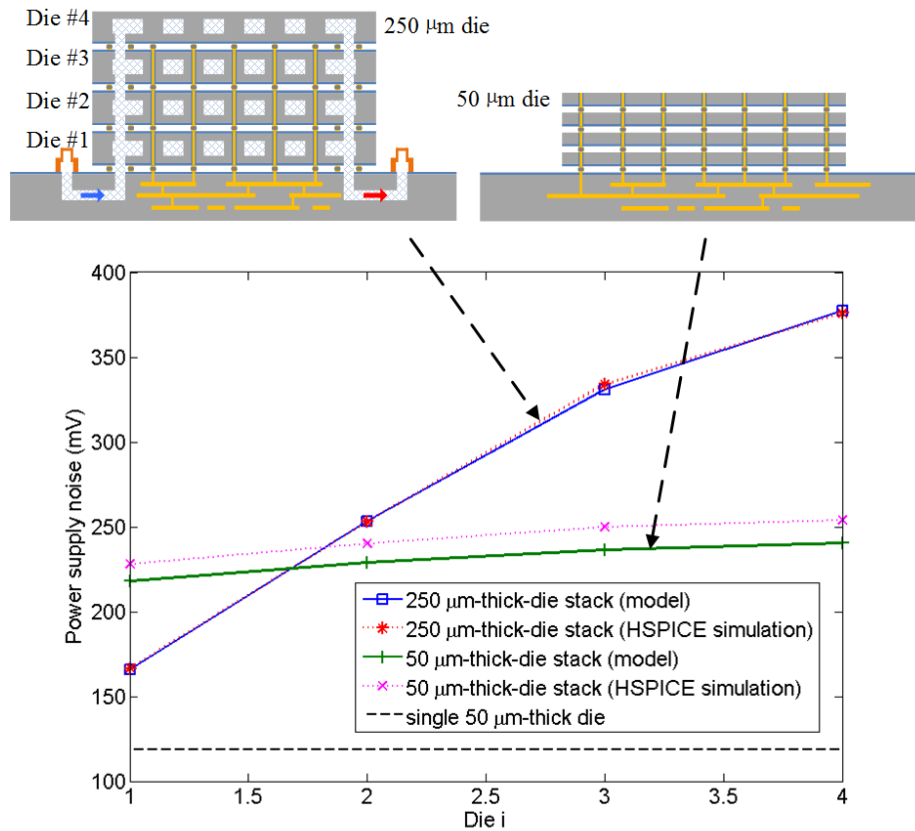 Die #4
250 μm die
Die #3
Die #2
Die #1
50 μm die
400
350
300
250
200
150
100
Power supply noise (mV)
250 μm-thick-die stack (model)
250 μm-thick-die stack (HSPICE simulation)
50 μm-thick-die stack (model)
50 μm-thick-die stack (HSPICE simulation)
single 50 μm-thick die
1 1.5 2 2.5 3 3.5 4
Die i